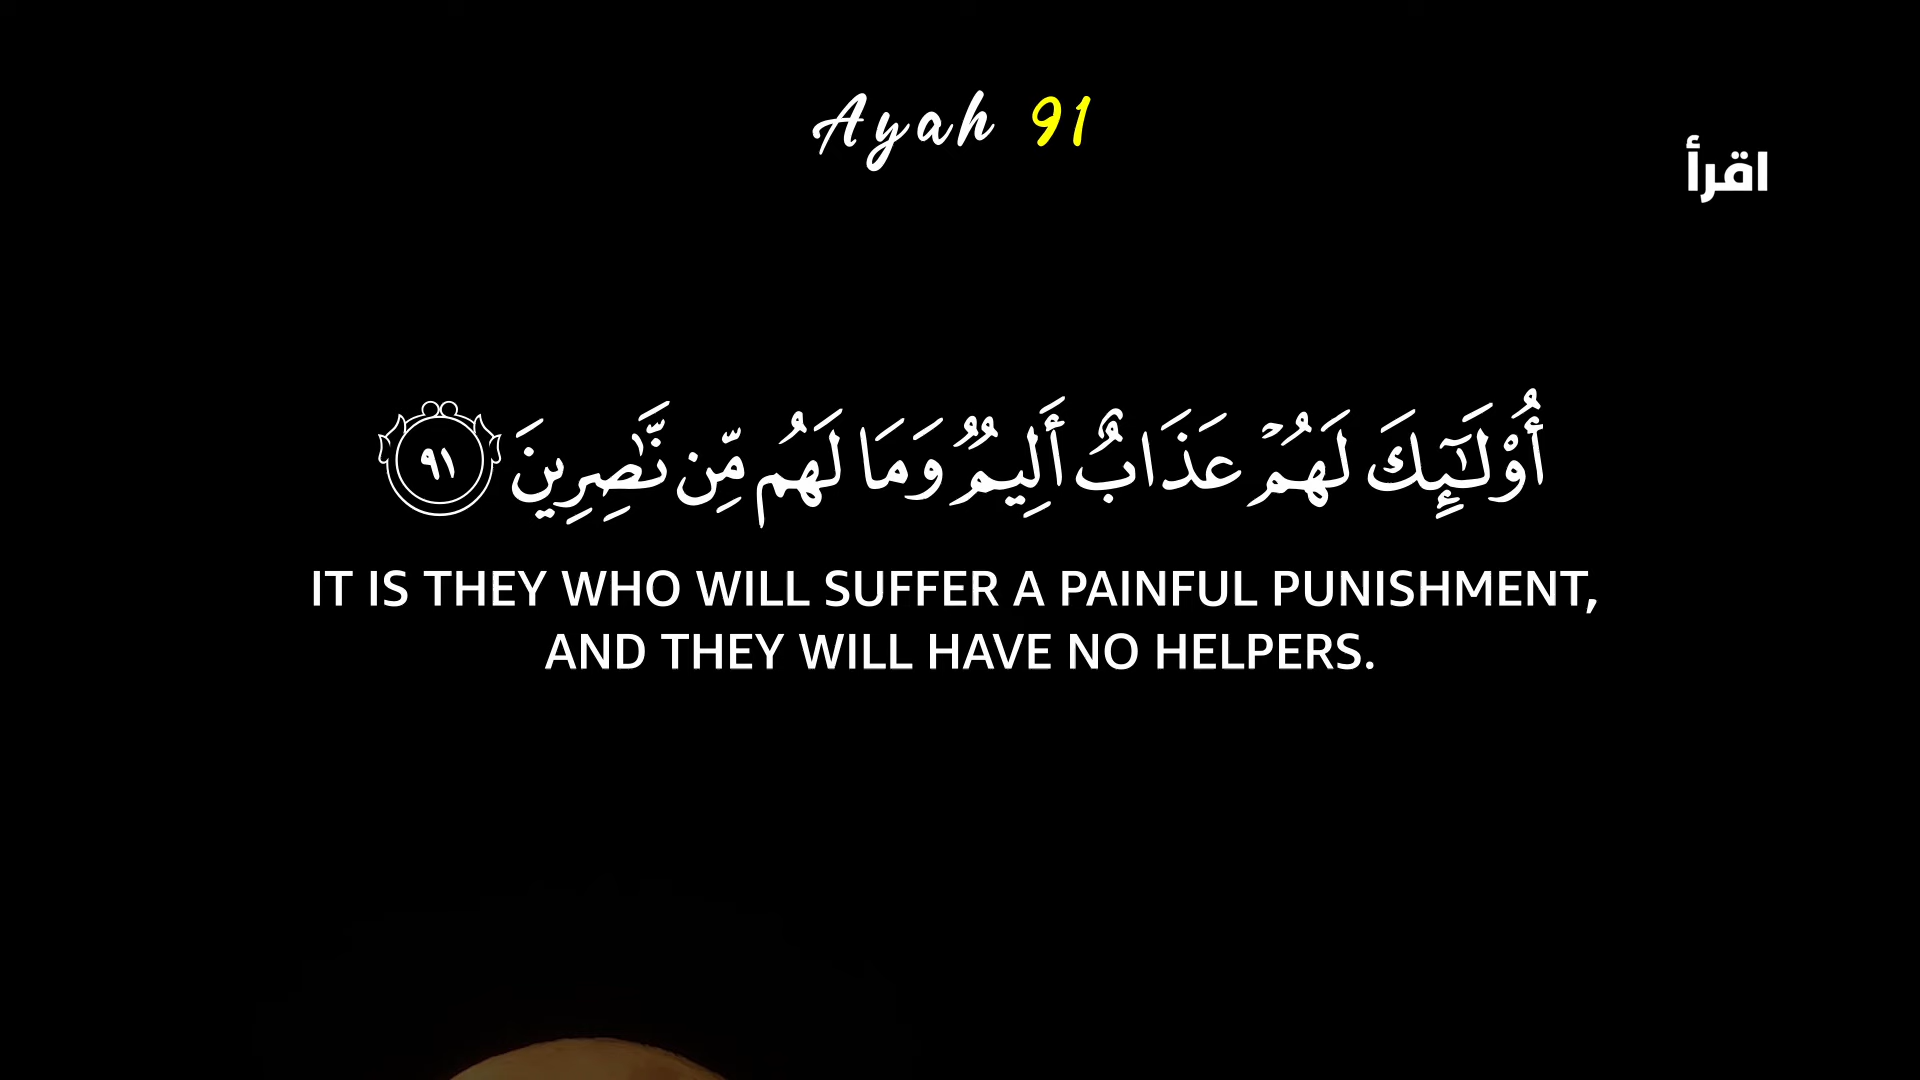 Ayah 91
اقرأ
أُوْلَٰٓئِكَ لَهُمۡ عَذَابٌ أَلِيمٞ وَمَا لَهُم مِّن نَّٰصِرِينَ ٩١
IT IS THEY WHO WILL SUFFER A PAINFUL PUNISHMENT,
AND THEY WILL HAVE NO HELPERS.